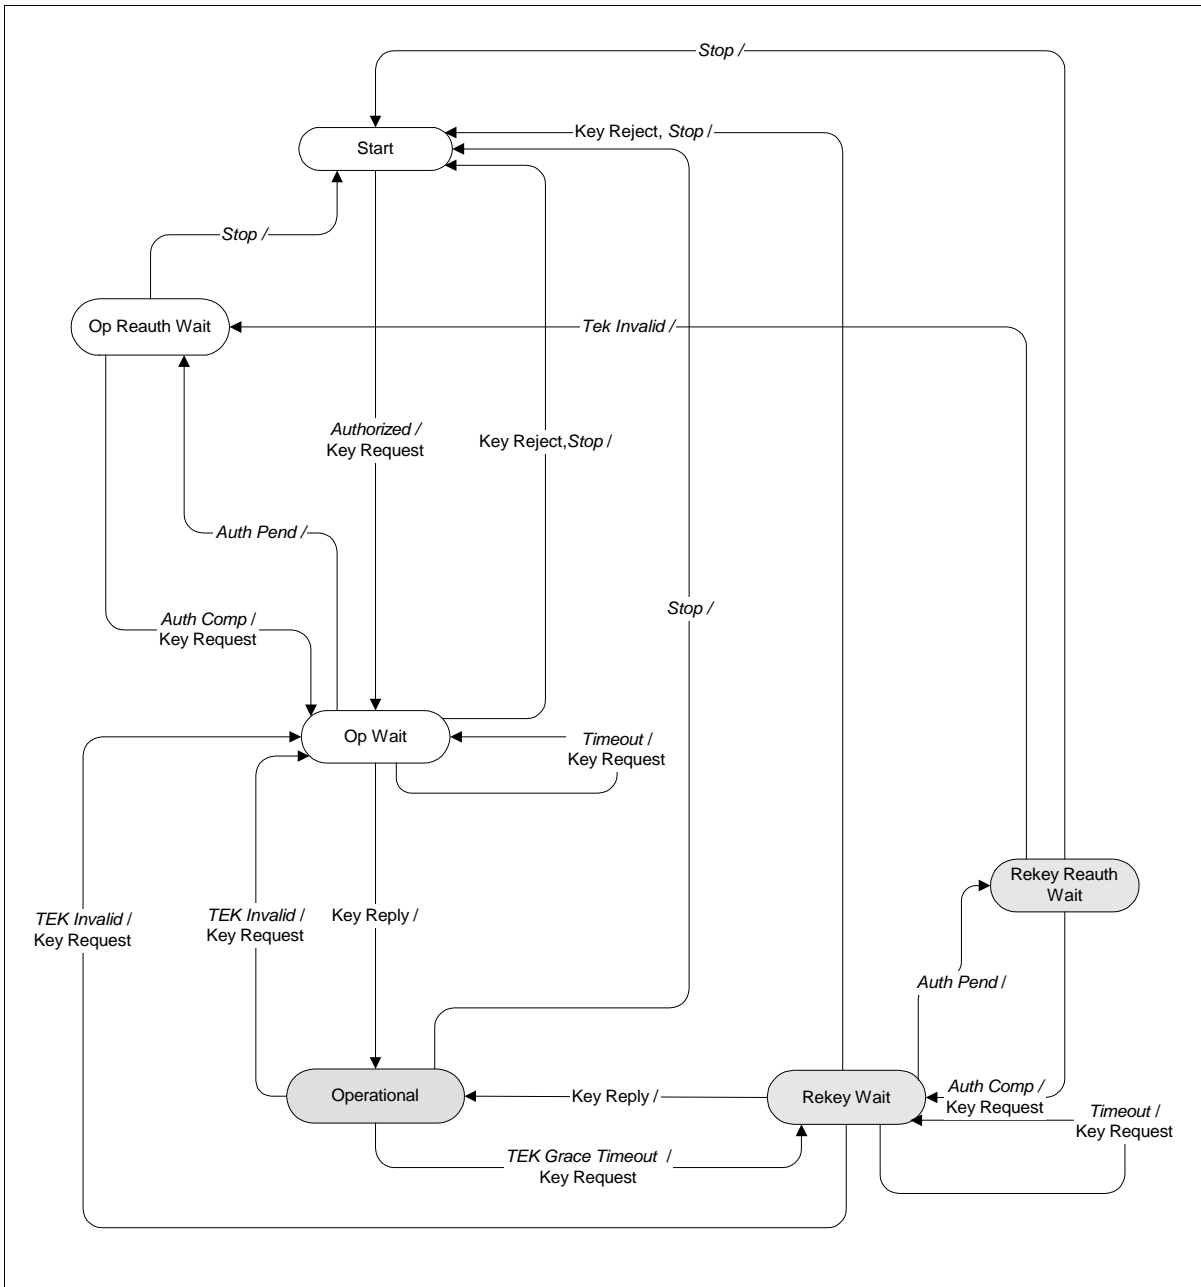 Stop /
Key Reject, Stop /
Start
Stop /
Op Reauth Wait
Tek Invalid /
Authorized /
Key Request
Key Reject,Stop /
Auth Pend /
Stop /
Auth Comp /
Key Request
Op Wait
Timeout /
Key Request
Rekey Reauth
Wait
TEK Invalid /
Key Request
TEK Invalid /
Key Request
Key Reply /
Auth Pend /
Operational
Key Reply /
Rekey Wait
Auth Comp /
Key Request
Timeout /
Key Request
TEK Grace Timeout /
Key Request